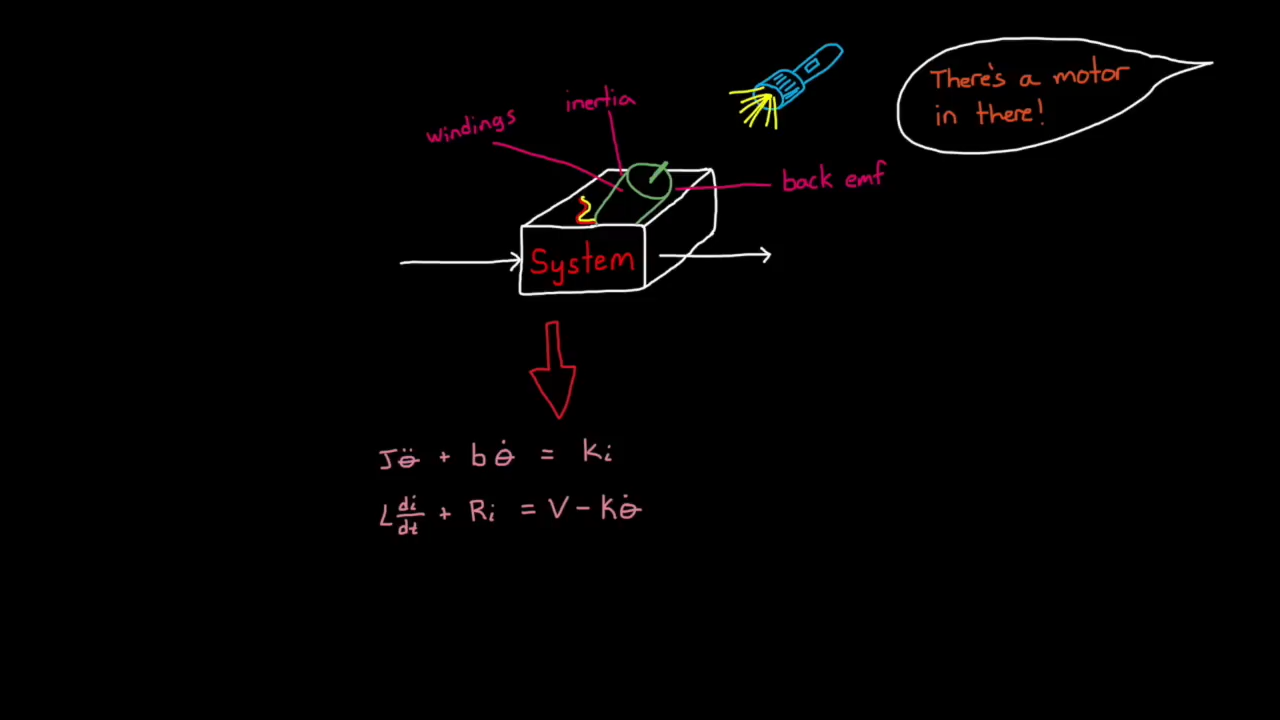 There's a motor
in there!
inertia
windings
back emf
System
Jθ̈ + bθ̇ = Ki
L di/dt + Ri = V - Kθ̇